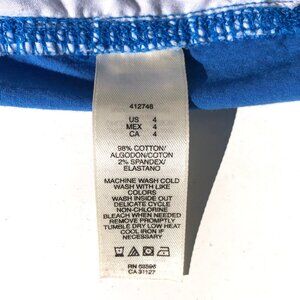 412746
US 4
MEX 4
CA 4
98% COTTON/
ALGODON/COTON
2% SPANDEX/
ELASTANO
MACHINE WASH COLD
WASH WITH LIKE
COLORS
WASH INSIDE OUT
DELICATE CYCLE
NON-CHLORINE
BLEACH WHEN NEEDED
REMOVE PROMPTLY
TUMBLE DRY LOW HEAT
COOL IRON IF
NECESSARY
CA 31127